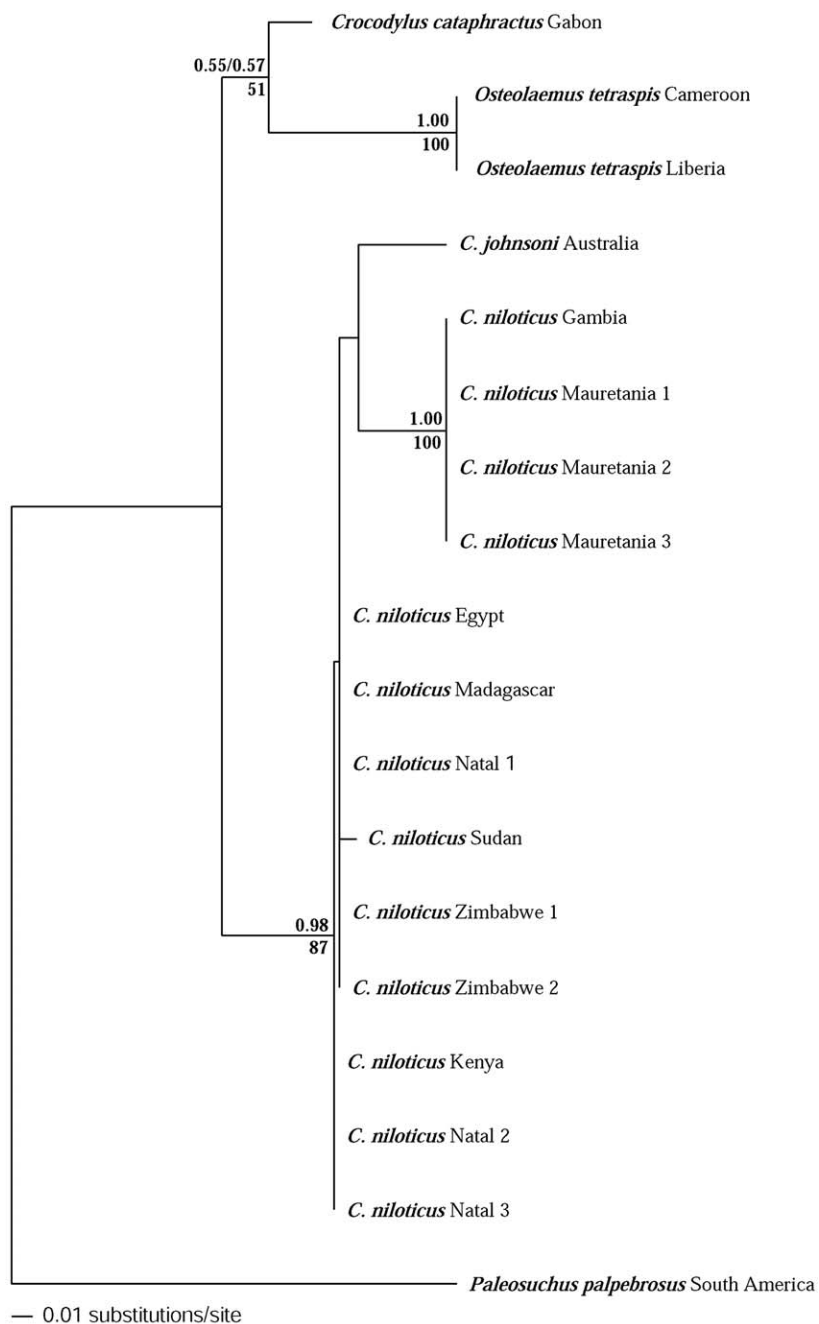 Crocodylus cataphractus Gabon
0.55/0.57
51
Osteolaemus tetraspis Cameroon
1.00
100
Osteolaemus tetraspis Liberia
C. johnsoni Australia
C. niloticus Gambia
C. niloticus Mauretania 1
1.00
100
C. niloticus Mauretania 2
C. niloticus Mauretania 3
C. niloticus Egypt
C. niloticus Madagascar
C. niloticus Natal 1
C. niloticus Sudan
C. niloticus Zimbabwe 1
0.98
87
C. niloticus Zimbabwe 2
C. niloticus Kenya
C. niloticus Natal 2
C. niloticus Natal 3
Paleosuchus palpebrosus South America
0.01 substitutions/site